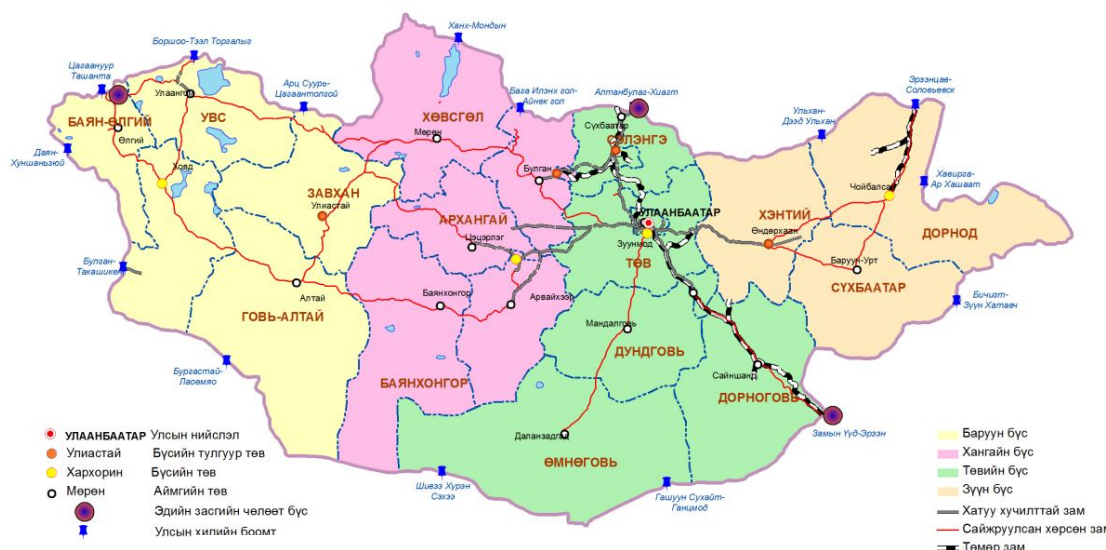 Ханх-Мондын
Боршоо-Тээл Торгалыг
Цагааннуур
Ташанта
Арц Суурь-
Цагаантолгой
Бага Илэнх гол-
Айнек гол
Алтанбулаг-Хиагт
Эрээнцав-
Соловьевск
Ульхан-
Дээд Ульхан
Улаангом
УВС
БАЯН-ӨЛГИЙ
Өлгий
ХӨВСГӨЛ
Мөрөн
Сүхбаатар
СЭЛЭНГЭ
Даян-
Хуншаньзюй
Ховд
Булган
Чойбалсан
Хавирга-
Ар Хашаат
ЗАВХАН
Улиастай
АРХАНГАЙ
Цэцэрлэг
УЛААНБААТАР
Зуунмод
ТӨВ
ХЭНТИЙ
Өндөрхаан
ДОРНОД
Баруун-Урт
СҮХБААТАР
Булган-
Такашикен
Алтай
Баянхонгор
Арвайхээр
Бичигт-
Зүүн Хатавч
ГОВЬ-АЛТАЙ
Мандалговь
ДУНДГОВЬ
Бургастай-
Лаоемяо
БАЯНХОНГОР
Сайншанд
ДОРНОГОВЬ
Даланзадгад
Замын Үүд-Эрээн
ӨМНӨГОВЬ
Шивээ Хүрэн
Сэхээ
Гашуун Сухайт-
Ганцмод
УЛААНБААТАР Улсын нийслэл
Улиастай Бүсийн тулгуур төв
Хархорин Бүсийн төв
Мөрөн Аймгийн төв
Эдийн засгийн чөлөөт бүс
Улсын хилийн боомт
Баруун бүс
Хангайн бүс
Төвийн бүс
Зүүн бүс
Хатуу хучилттай зам
Сайжруулсан хөрсөн зам
Төмөр зам